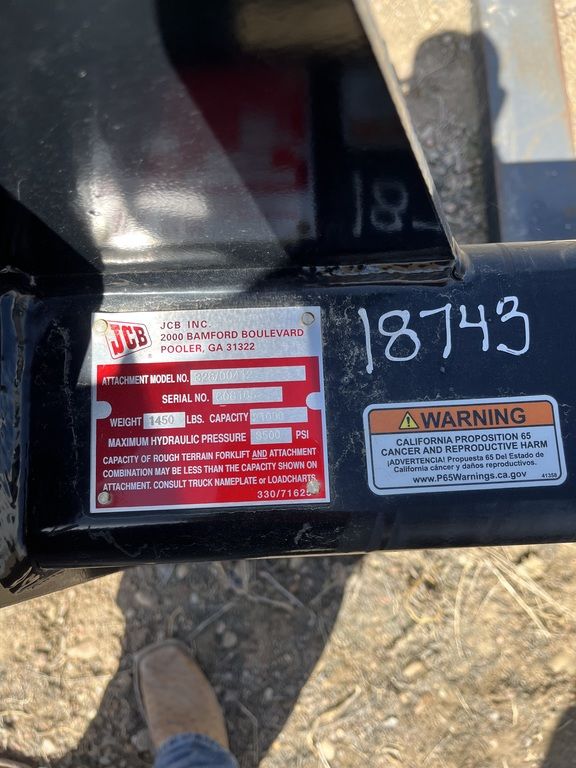 18
18743
JCB
JCB INC.
2000 BAMFORD BOULEVARD
POOLER, GA 31322
ATTACHMENT MODEL NO.
SERIAL NO.
WEIGHT 1450 LBS. CAPACITY
MAXIMUM HYDRAULIC PRESSURE 3500 PSI
CAPACITY OF ROUGH TERRAIN FORKLIFT AND ATTACHMENT
COMBINATION MAY BE LESS THAN THE CAPACITY SHOWN ON
ATTACHMENT. CONSULT TRUCK NAMEPLATE or LOADCHARTS
330/71625
WARNING
CALIFORNIA PROPOSITION 65
CANCER AND REPRODUCTIVE HARM
¡ADVERTENCIA! Propuesta 65 Del Estado de
California cáncer y daños reproductivos.
www.P65Warnings.ca.gov
41358